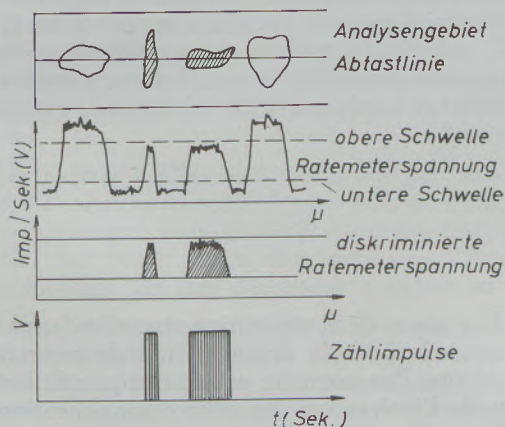 Analysengebiet
Abtastlinie
obere Schwelle
Ratemeterspannung
untere Schwelle
µ
Imp / Sek. (V)
diskriminierte
Ratemeterspannung
µ
V
Zählimpulse
t (Sek.)